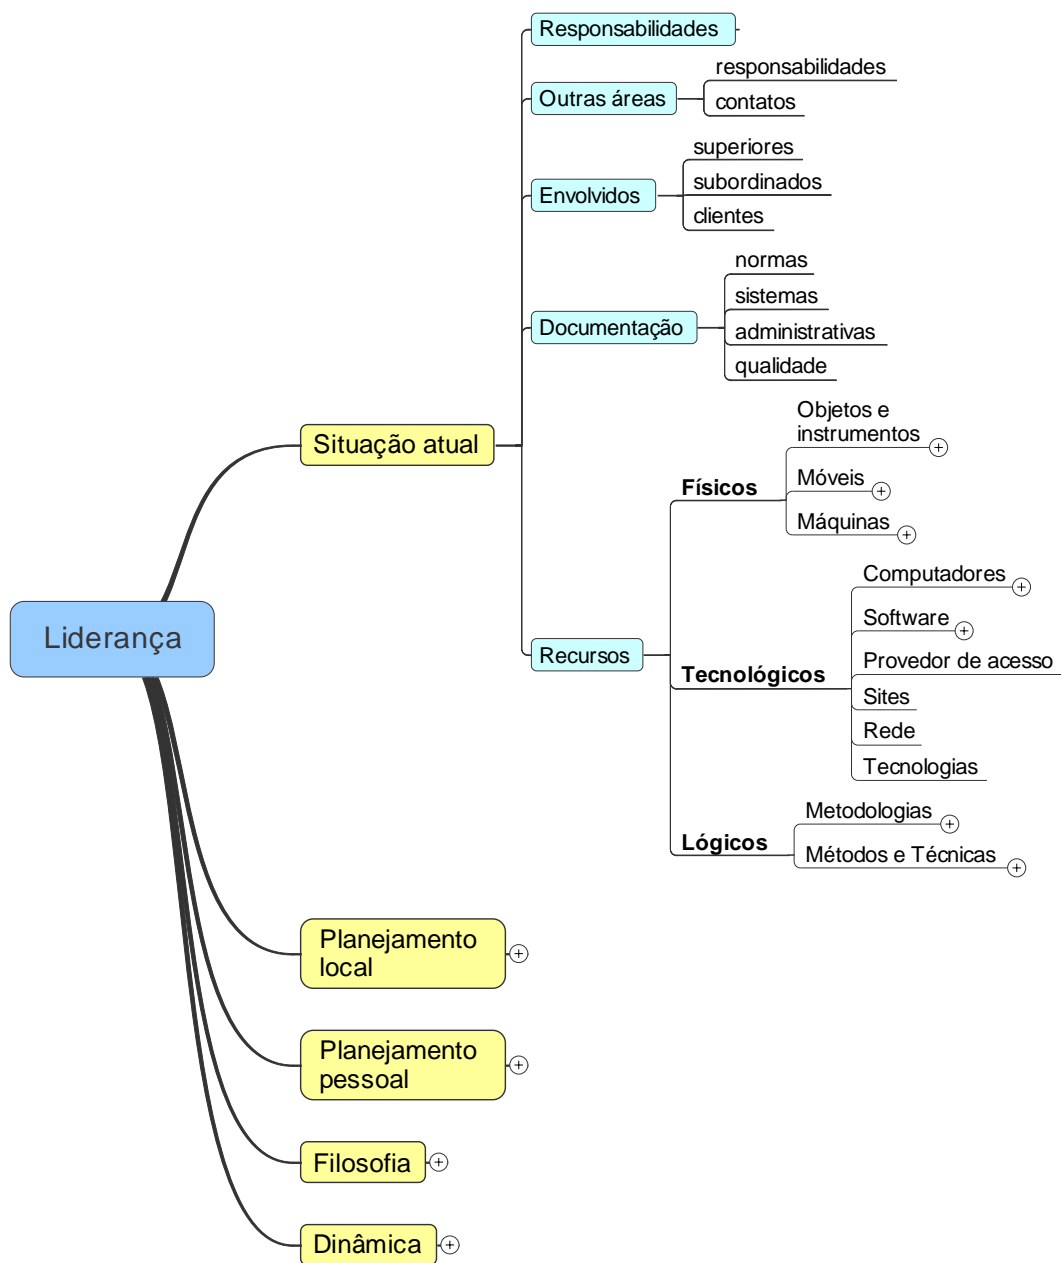 Responsabilidades
Outras áreas
responsabilidades
contatos
Envolvidos
superiores
subordinados
clientes
Documentação
normas
sistemas
administrativas
qualidade
Situação atual
Físicos
Objetos e
instrumentos
Móveis
Máquinas
Liderança
Recursos
Tecnológicos
Computadores
Software
Provedor de acesso
Sites
Rede
Tecnologias
Lógicos
Metodologias
Métodos e Técnicas
Planejamento
local
Planejamento
pessoal
Filosofia
Dinâmica